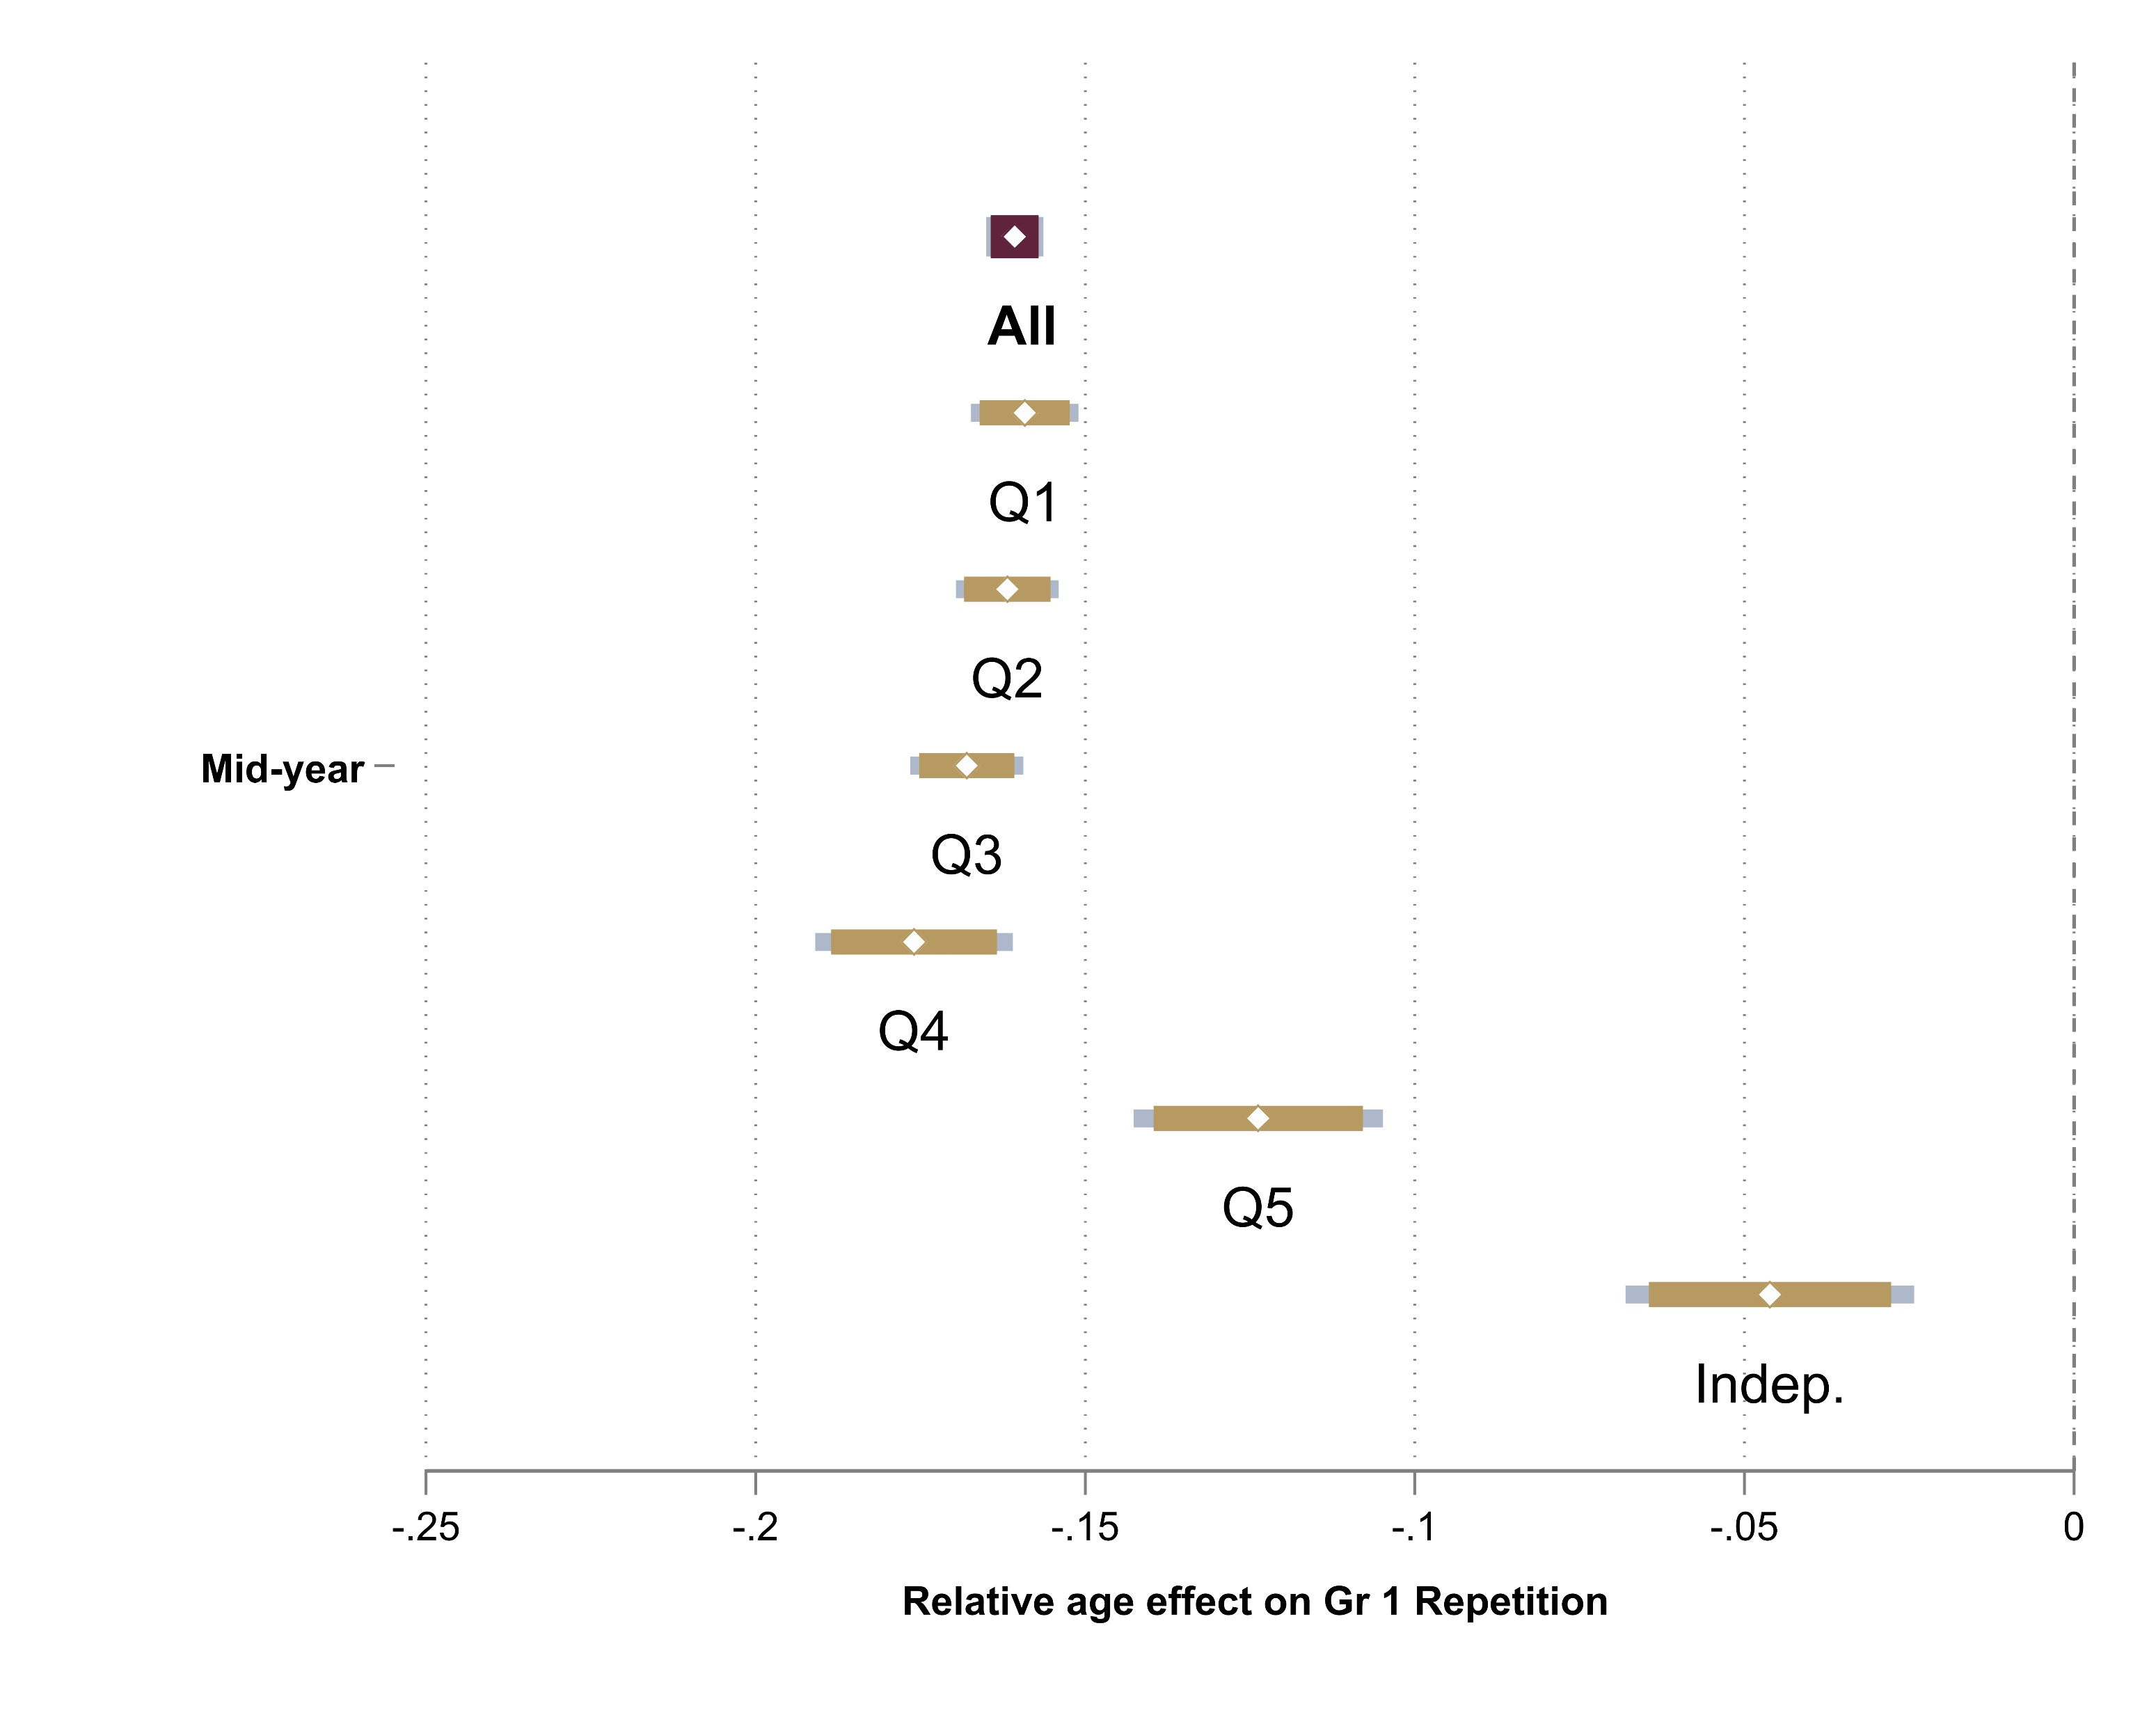 All
Q1
Q2
Mid-year
Q3
Q4
Q5
Indep.
-.25 -.2 -.15 -.1 -.05 0
Relative age effect on Gr 1 Repetition